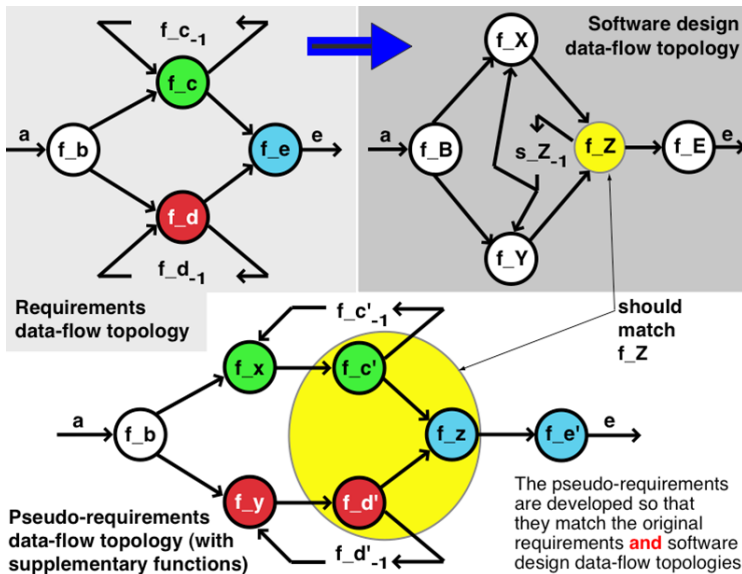 f_c₋₁
f_c
a
f_b
f_e
e
f_d
f_d₋₁
Requirements
data-flow topology
Software design
data-flow topology
f_X
a
f_B
s_Z₋₁
f_Z
f_E
e
f_Y
should
match
f_Z
f_c'₋₁
f_x
f_c'
a
f_b
f_z
f_e'
e
f_y
f_d'
f_d'₋₁
Pseudo-requirements
data-flow topology (with
supplementary functions)
The pseudo-requirements
are developed so that
they match the original
requirements and software
design data-flow topologies